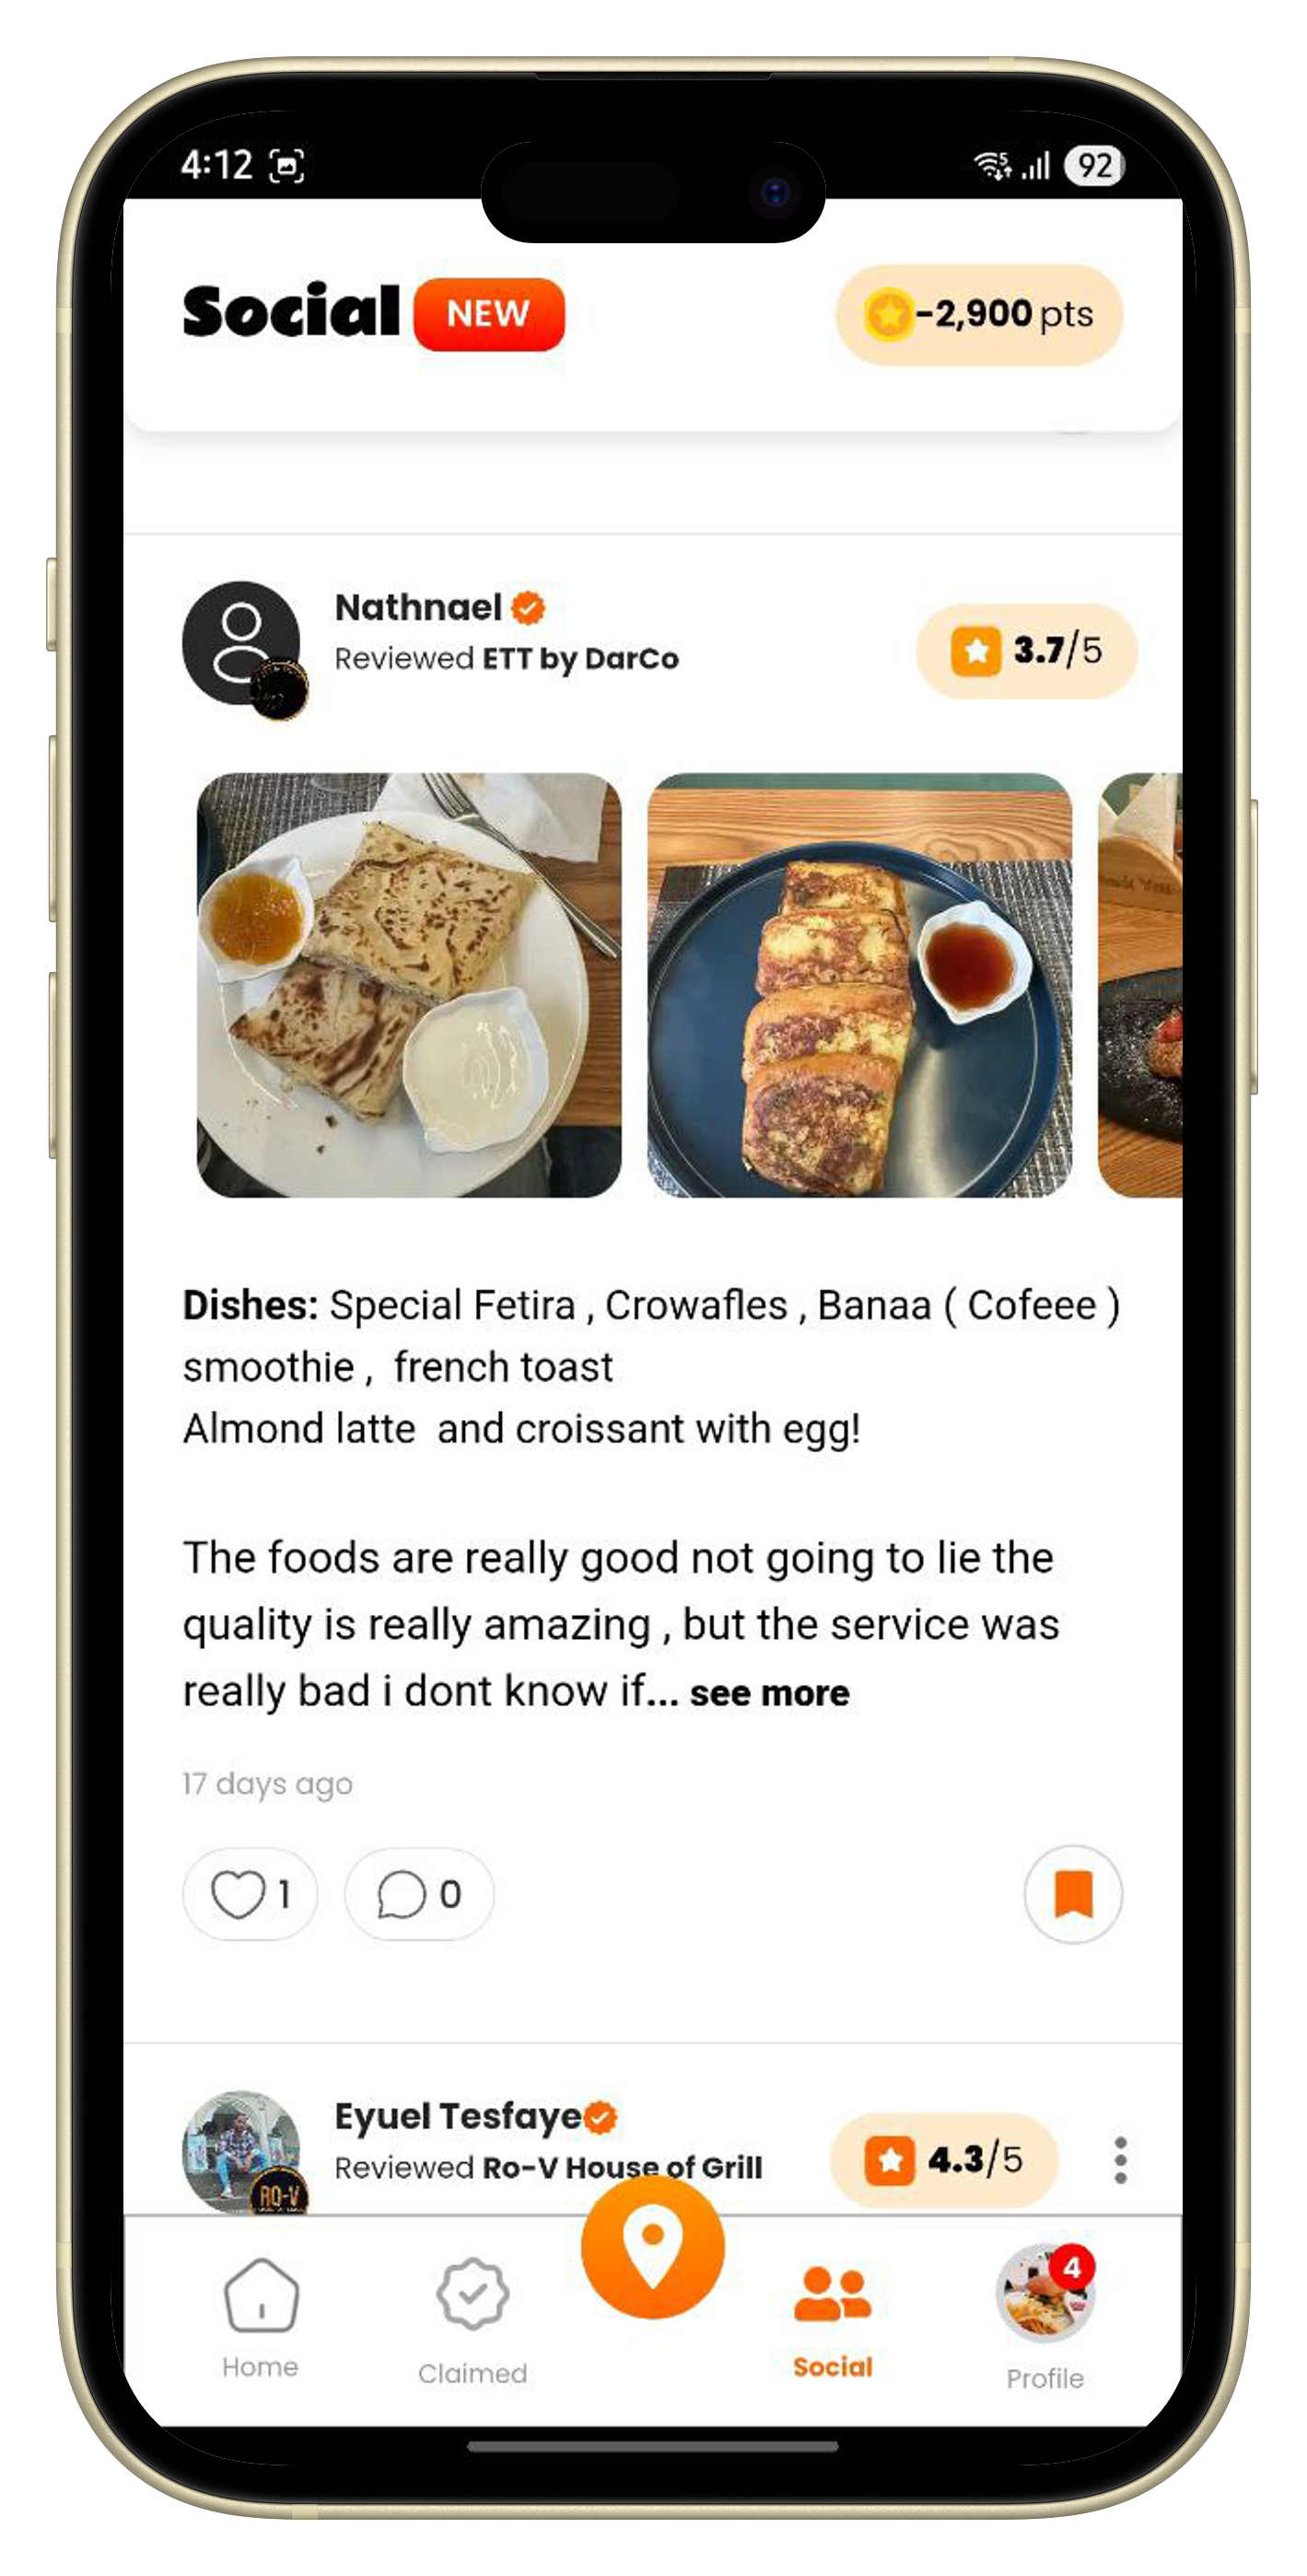 4:12
92
Social NEW
-2,900 pts
Nathnael
Reviewed ETT by DarCo
3.7/5
Dishes: Special Fetira , Crowafles , Banaa ( Cofeee )
smoothie ,  french toast
Almond latte  and croissant with egg!
The foods are really good not going to lie the
quality is really amazing , but the service was
really bad i dont know if... see more
17 days ago
1
0
Eyuel Tesfaye
Reviewed Ro-V House of Grill
4.3/5
RO-V
4
Home
Claimed
Social
Profile